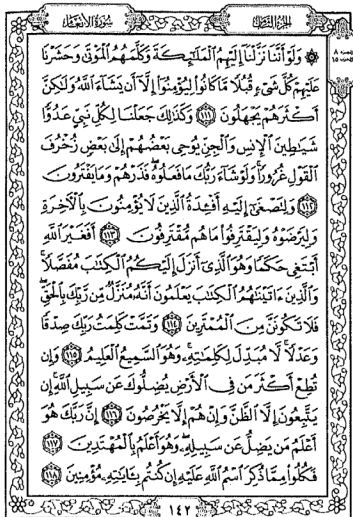 الجزء الثامن سورة الأنعام
۞ وَلَوْ أَنَّنَا نَزَّلْنَا إِلَيْهِمُ ٱلْمَلَٰٓئِكَةَ وَكَلَّمَهُمُ ٱلْمَوْتَىٰ وَحَشَرْنَا
عَلَيْهِمْ كُلَّ شَىْءٍ قُبُلًا مَّا كَانُوا۟ لِيُؤْمِنُوٓا۟ إِلَّآ أَن يَشَآءَ ٱللَّهُ وَلَٰكِنَّ
أَكْثَرَهُمْ يَجْهَلُونَ ١١١ وَكَذَٰلِكَ جَعَلْنَا لِكُلِّ نَبِىٍّ عَدُوًّا
شَيَٰطِينَ ٱلْإِنسِ وَٱلْجِنِّ يُوحِى بَعْضُهُمْ إِلَىٰ بَعْضٍ زُخْرُفَ
ٱلْقَوْلِ غُرُورًا وَلَوْ شَآءَ رَبُّكَ مَا فَعَلُوهُ فَذَرْهُمْ وَمَا يَفْتَرُونَ
١١٢ وَلِتَصْغَىٰٓ إِلَيْهِ أَفْـِٔدَةُ ٱلَّذِينَ لَا يُؤْمِنُونَ بِٱلْءَاخِرَةِ
وَلِيَرْضَوْهُ وَلِيَقْتَرِفُوا۟ مَا هُم مُّقْتَرِفُونَ ١١٣ أَفَغَيْرَ ٱللَّهِ
أَبْتَغِى حَكَمًا وَهُوَ ٱلَّذِىٓ أَنزَلَ إِلَيْكُمُ ٱلْكِتَٰبَ مُفَصَّلًا
وَٱلَّذِينَ ءَاتَيْنَٰهُمُ ٱلْكِتَٰبَ يَعْلَمُونَ أَنَّهُۥ مُنَزَّلٌ مِّن رَّبِّكَ بِٱلْحَقِّ
فَلَا تَكُونَنَّ مِنَ ٱلْمُمْتَرِينَ ١١٤ وَتَمَّتْ كَلِمَتُ رَبِّكَ صِدْقًا
وَعَدْلًا لَّا مُبَدِّلَ لِكَلِمَٰتِهِۦ وَهُوَ ٱلسَّمِيعُ ٱلْعَلِيمُ ١١٥ وَإِن
تُطِعْ أَكْثَرَ مَن فِى ٱلْأَرْضِ يُضِلُّوكَ عَن سَبِيلِ ٱللَّهِ إِن
يَتَّبِعُونَ إِلَّا ٱلظَّنَّ وَإِنْ هُمْ إِلَّا يَخْرُصُونَ ١١٦ إِنَّ رَبَّكَ هُوَ
أَعْلَمُ مَن يَضِلُّ عَن سَبِيلِهِۦ وَهُوَ أَعْلَمُ بِٱلْمُهْتَدِينَ ١١٧
فَكُلُوا۟ مِمَّا ذُكِرَ ٱسْمُ ٱللَّهِ عَلَيْهِ إِن كُنتُم بِـَٔايَٰتِهِۦ مُؤْمِنِينَ ١١٨
١٤٢